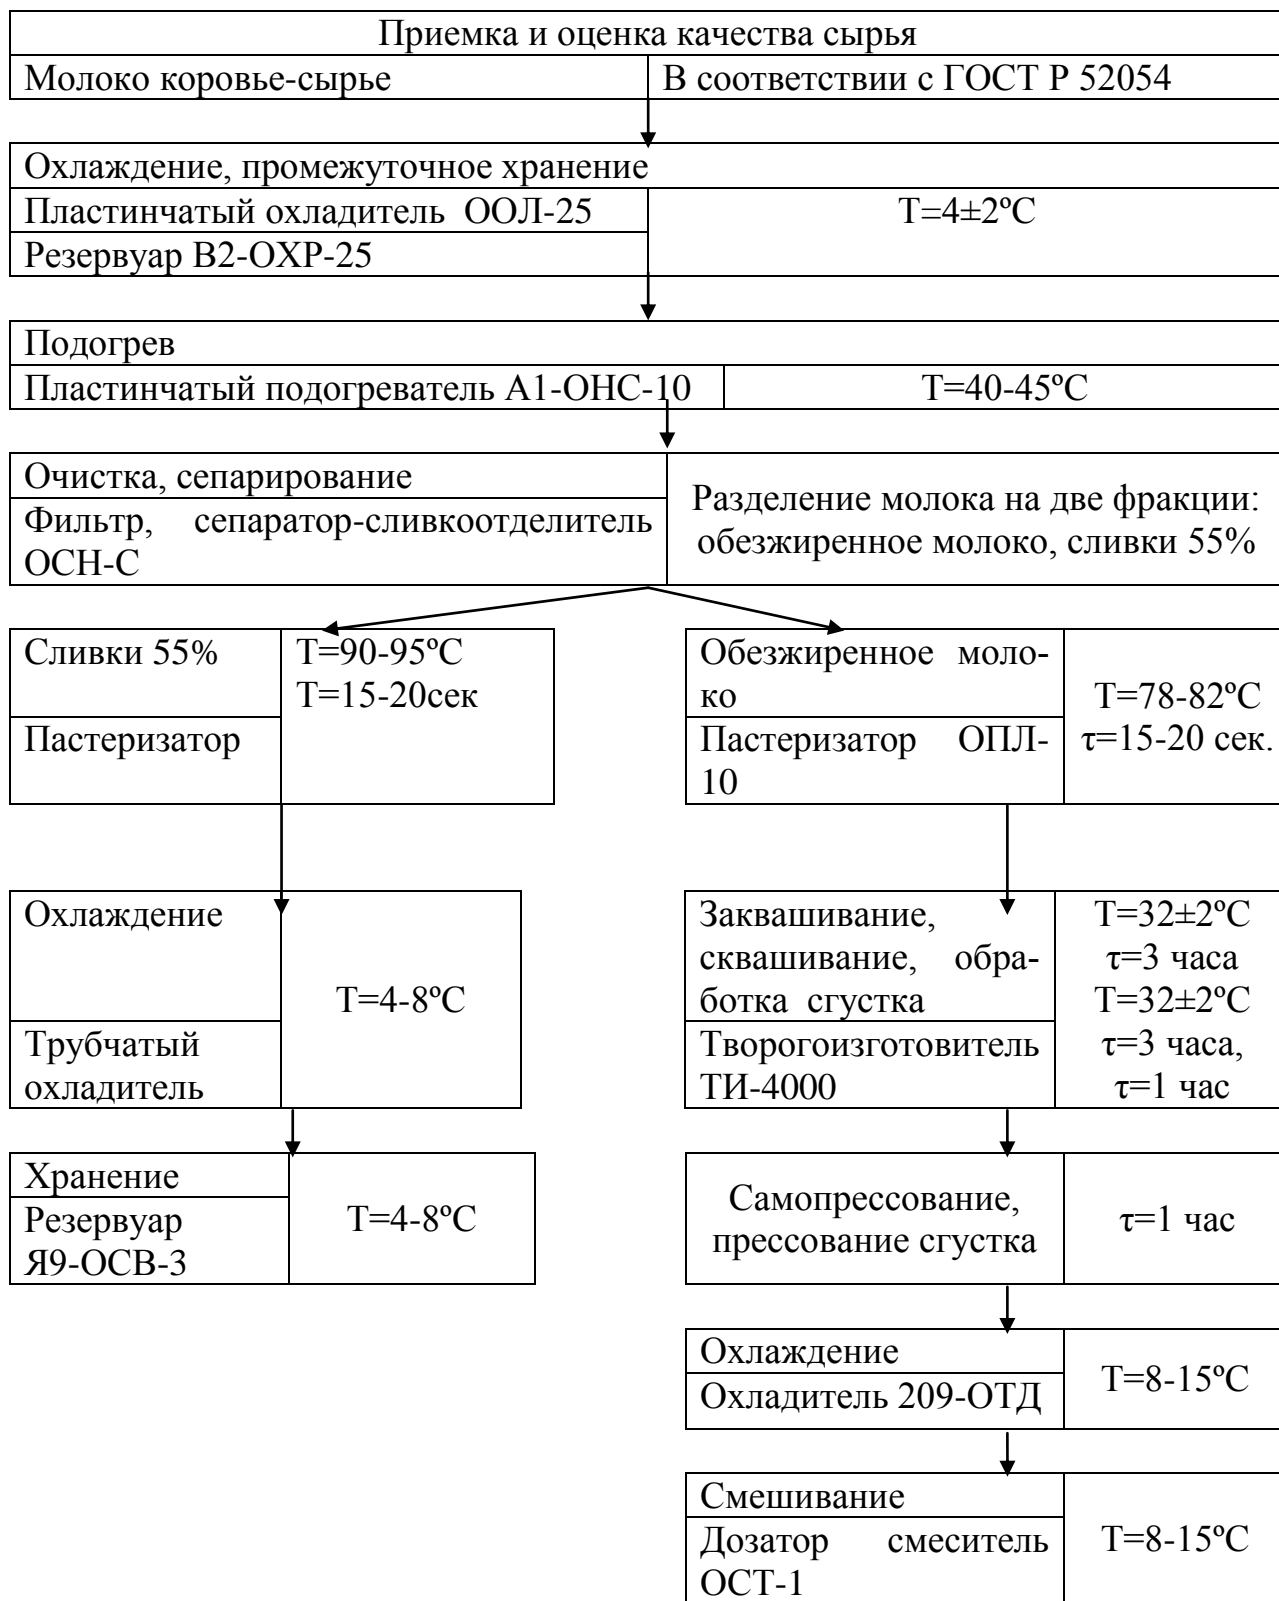 Приемка и оценка качества сырья
Молоко коровье-сырье
В соответствии с ГОСТ Р 52054
Охлаждение, промежуточное хранение
Пластинчатый охладитель ООЛ-25
Резервуар В2-ОХР-25
Т=4±2ºС
Подогрев
Пластинчатый подогреватель А1-ОНС-10
Т=40-45ºС
Очистка, сепарирование
Фильтр, сепаратор-сливкоотделитель
ОСН-С
Разделение молока на две фракции:
обезжиренное молоко, сливки 55%
Сливки 55%
Пастеризатор
Т=90-95ºС
Т=15-20сек
Обезжиренное моло-
ко
Пастеризатор ОПЛ-
10
Т=78-82ºС
τ=15-20 сек.
Охлаждение
Трубчатый
охладитель
Т=4-8ºС
Заквашивание,
сквашивание, обра-
ботка сгустка
Творогоизготовитель
ТИ-4000
Т=32±2ºС
τ=3 часа
Т=32±2ºС
τ=3 часа,
τ=1 час
Хранение
Резервуар
Я9-ОСВ-3
Т=4-8ºС
Самопрессование,
прессование сгустка
τ=1 час
Охлаждение
Охладитель 209-ОТД
Т=8-15ºС
Смешивание
Дозатор смеситель
ОСТ-1
Т=8-15ºС